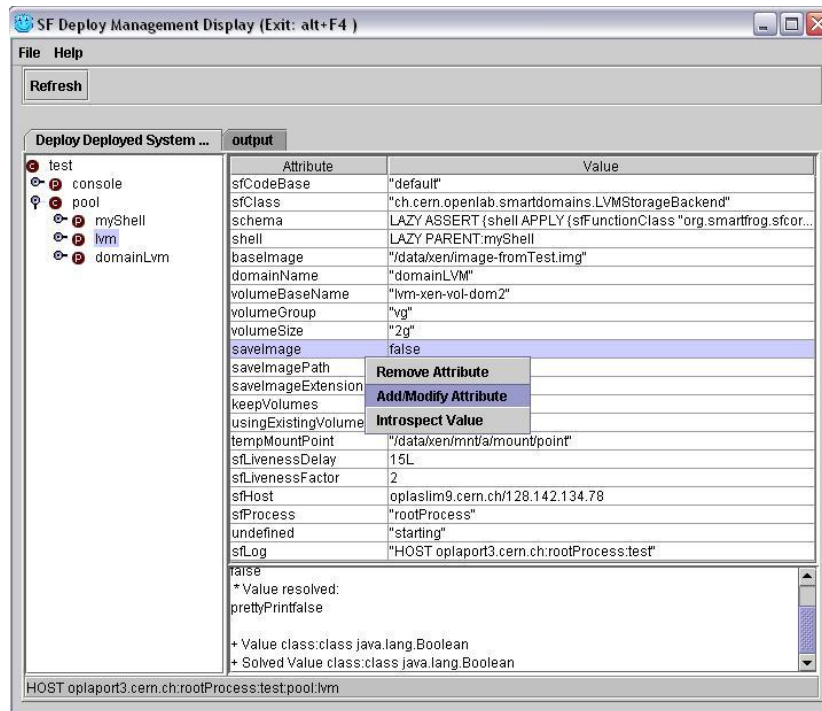 SF Deploy Management Display (Exit: alt+F4 )
File Help
Refresh
Deploy Deployed System ... output
test
console
pool
myShell
lvm
domainLvm
Attribute Value
sfCodeBase "default"
sfClass "ch.cern.openlab.smartdomains.LVMStorageBackend"
schema LAZY ASSERT {shell APPLY {sfFunctionClass "org.smartfrog.sfcor...
shell LAZY PARENT:myShell
baseImage "/data/xen/image-fromTest.img"
domainName "domainLVM"
volumeBaseName "lvm-xen-vol-dom2"
volumeGroup "vg"
volumeSize "2g"
saveImage false
saveImagePath
saveImageExtension
keepVolumes
usingExistingVolume
Remove Attribute
Add/Modify Attribute
Introspect Value
tempMountPoint "/data/xen/mnt/a/mount/point"
sfLivenessDelay 15L
sfLivenessFactor 2
sfHost oplaslim9.cern.ch/128.142.134.78
sfProcess "rootProcess"
undefined "starting"
sfLog "HOST oplaport3.cern.ch:rootProcess:test"
false
* Value resolved:
prettyPrintfalse
+ Value class:class java.lang.Boolean
+ Solved Value class:class java.lang.Boolean
HOST oplaport3.cern.ch:rootProcess:test:pool:lvm